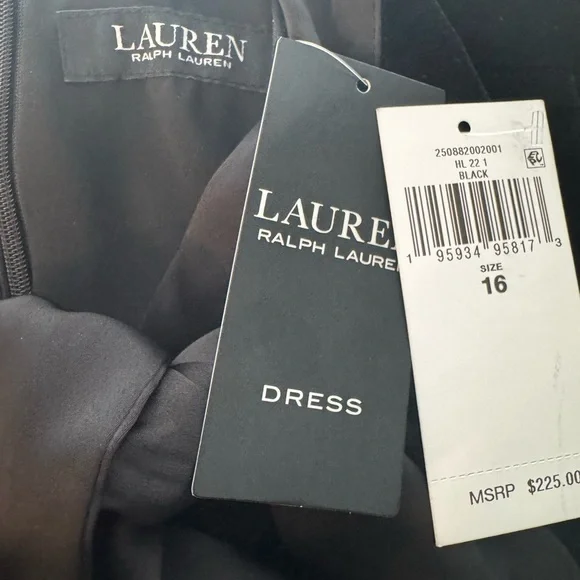 LAUREN
RALPH LAUREN
LAUREN
RALPH LAUREN
DRESS
250882002001
HL 22 1
BLACK
1 95934 95817 3
SIZE
16
MSRP $225.00